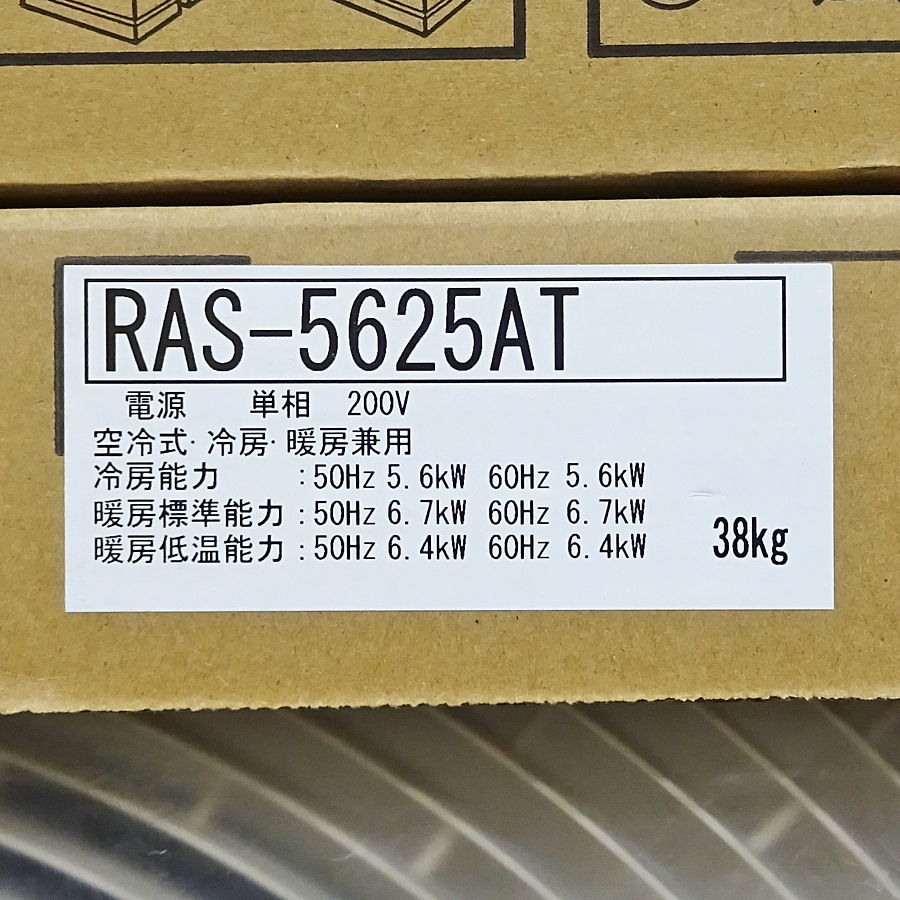 RAS-5625AT
電源 単相 200V
空冷式・冷房・暖房兼用
冷房能力 :50Hz 5.6kW 60Hz 5.6kW
暖房標準能力 :50Hz 6.7kW 60Hz 6.7kW
暖房低温能力 :50Hz 6.4kW 60Hz 6.4kW
38kg